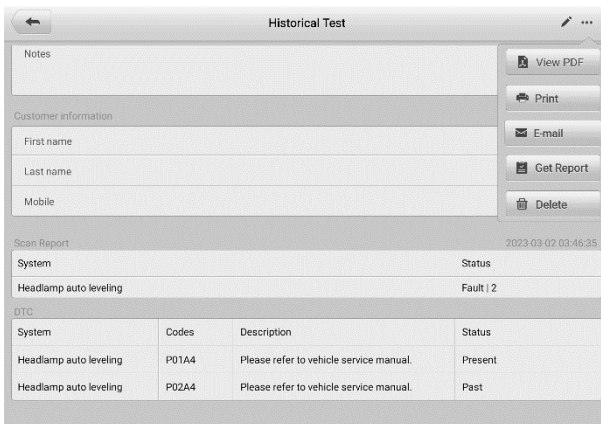 Historical Test
Notes
View PDF
Print
Customer information
E-mail
First name
Last name
Get Report
Mobile
Delete
Scan Report 2023-03-02 03:46:35
System Status
Headlamp auto leveling Fault | 2
DTC
System Codes Description Status
Headlamp auto leveling P01A4 Please refer to vehicle service manual. Present
Headlamp auto leveling P02A4 Please refer to vehicle service manual. Past